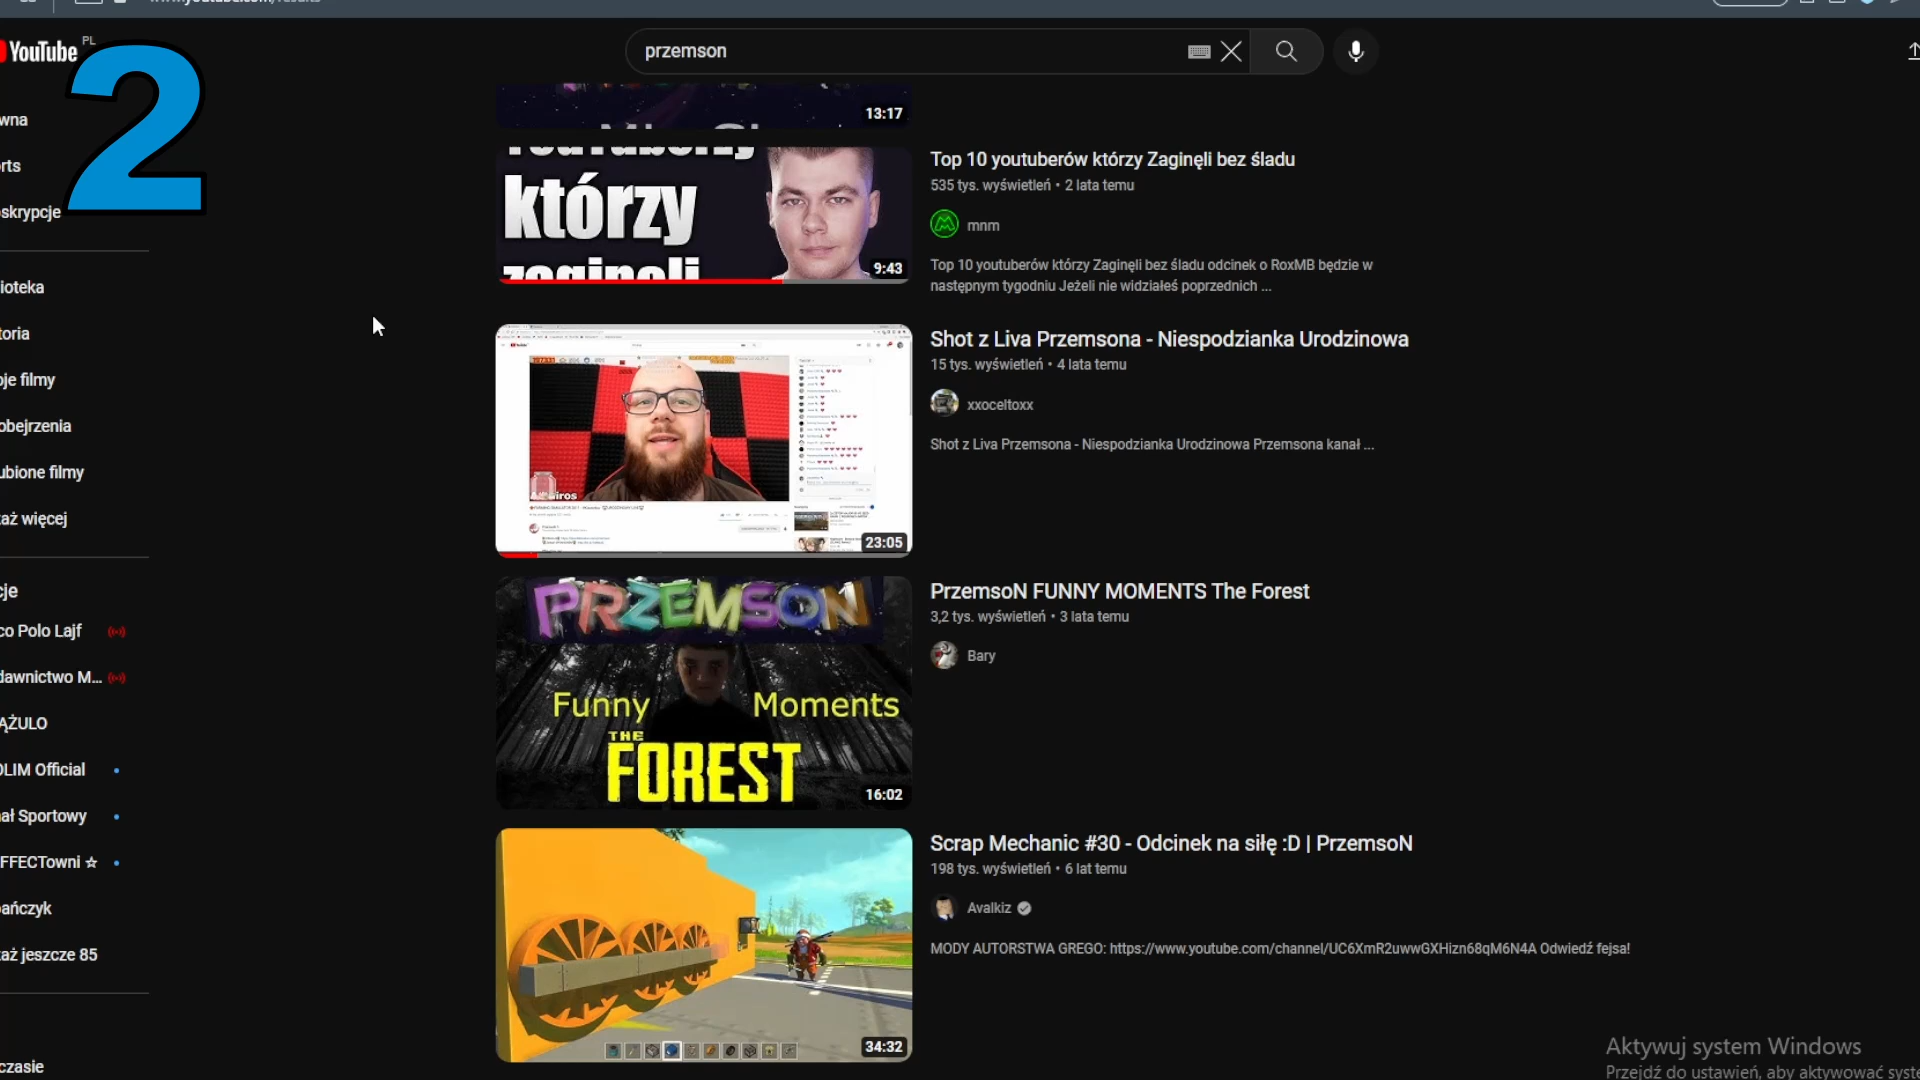 YouTube PL
2
przemson
wna
rts
skrypcje
ioteka
toria
oje filmy
obejrzenia
ubione filmy
aż więcej
cje
co Polo Lajf
dawnictwo M...
ĄŻULO
OLIM Official
ał Sportowy
FFECTowni ☆
pańczyk
aż jeszcze 85
czasie
13:17
którzy
zaginęli
9:43
Top 10 youtuberów którzy Zaginęli bez śladu
535 tys. wyświetleń • 2 lata temu
mnm
Top 10 youtuberów którzy Zaginęli bez śladu odcinek o RoxMB będzie w
następnym tygodniu Jeżeli nie widziałeś poprzednich ...
23:05
Shot z Liva Przemsona - Niespodzianka Urodzinowa
15 tys. wyświetleń • 4 lata temu
xxoceltoxx
Shot z Liva Przemsona - Niespodzianka Urodzinowa Przemsona kanał ...
PRZEMSON
Funny Moments
THE
FOREST
16:02
PrzemsoN FUNNY MOMENTS The Forest
3,2 tys. wyświetleń • 3 lata temu
Bary
34:32
Scrap Mechanic #30 - Odcinek na siłę :D | PrzemsoN
198 tys. wyświetleń • 6 lat temu
Avalkiz
MODY AUTORSTWA GREGO: https://www.youtube.com/channel/UC6XmR2uwwGXHizn68qM6N4A Odwiedź fejsa!
Aktywuj system Windows
Przejdź do ustawień, aby aktywować syste